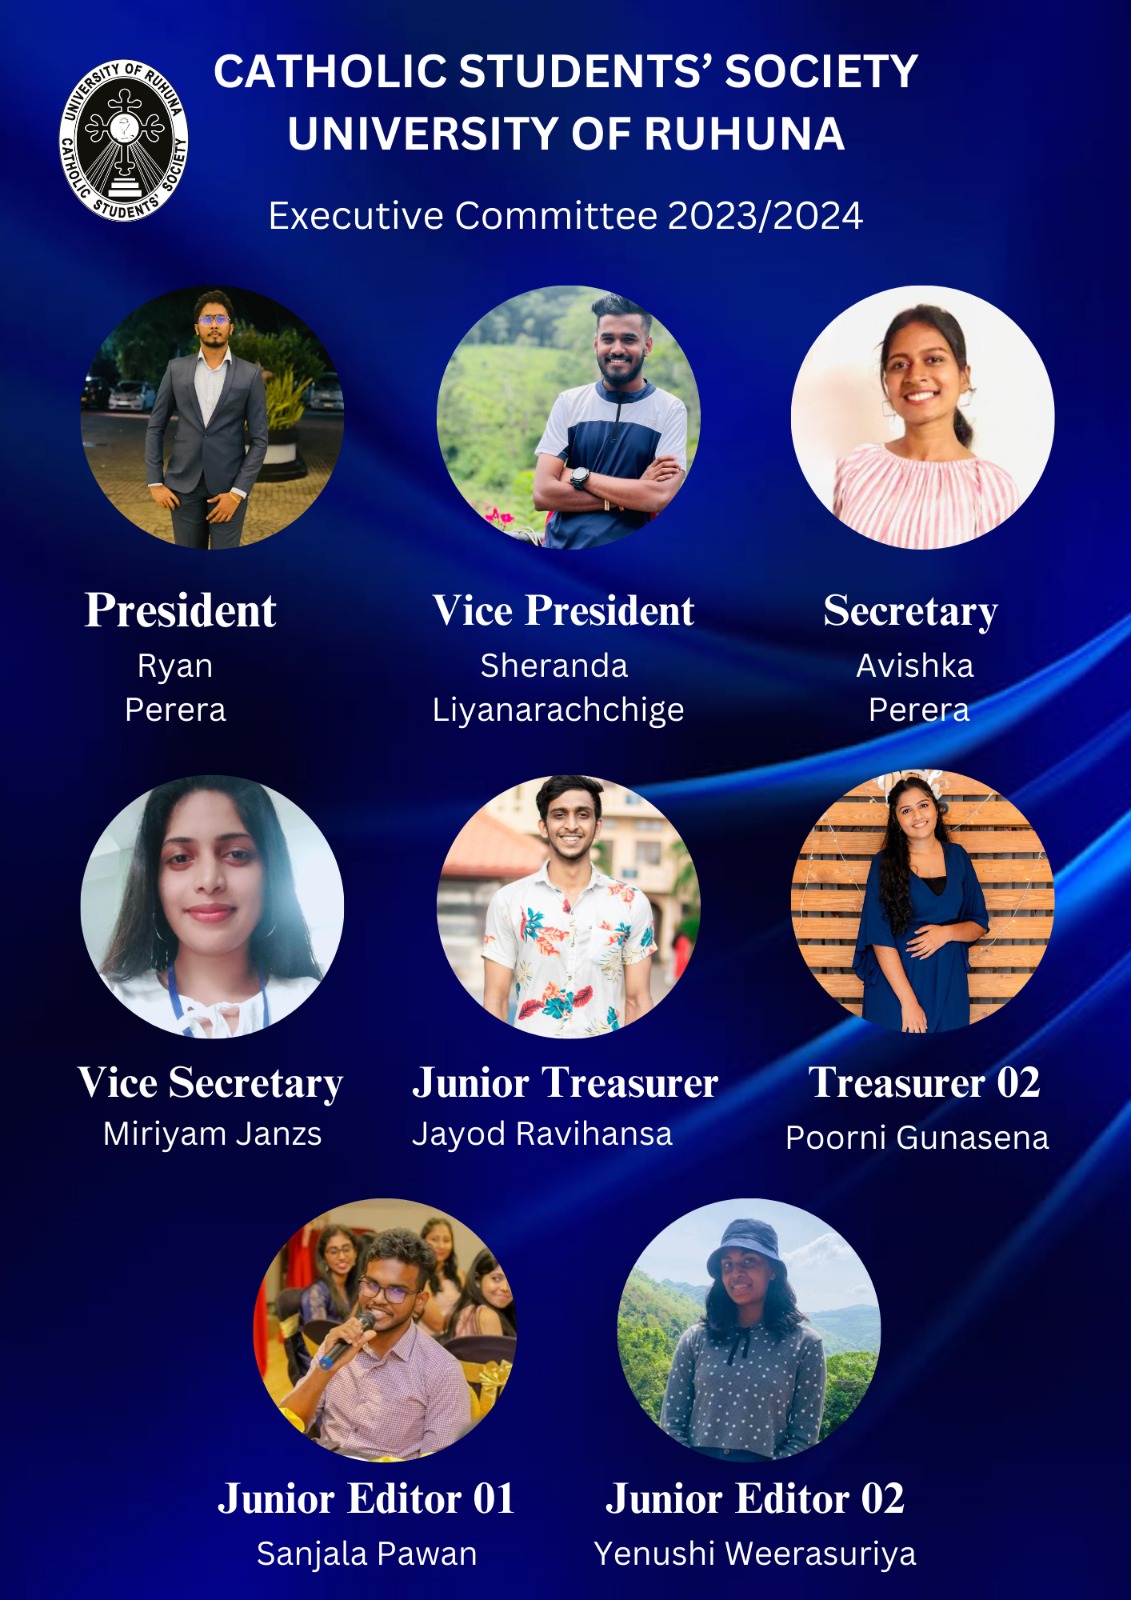 CATHOLIC STUDENTS’ SOCIETY
UNIVERSITY OF RUHUNA
UNIVERSITY OF RUHUNA
CATHOLIC STUDENTS' SOCIETY
Executive Committee 2023/2024
President
Ryan
Perera
Vice President
Sheranda
Liyanarachchige
Secretary
Avishka
Perera
Vice Secretary
Miriyam Janzs
Junior Treasurer
Jayod Ravihansa
Treasurer 02
Poorni Gunasena
Junior Editor 01
Sanjala Pawan
Junior Editor 02
Yenushi Weerasuriya